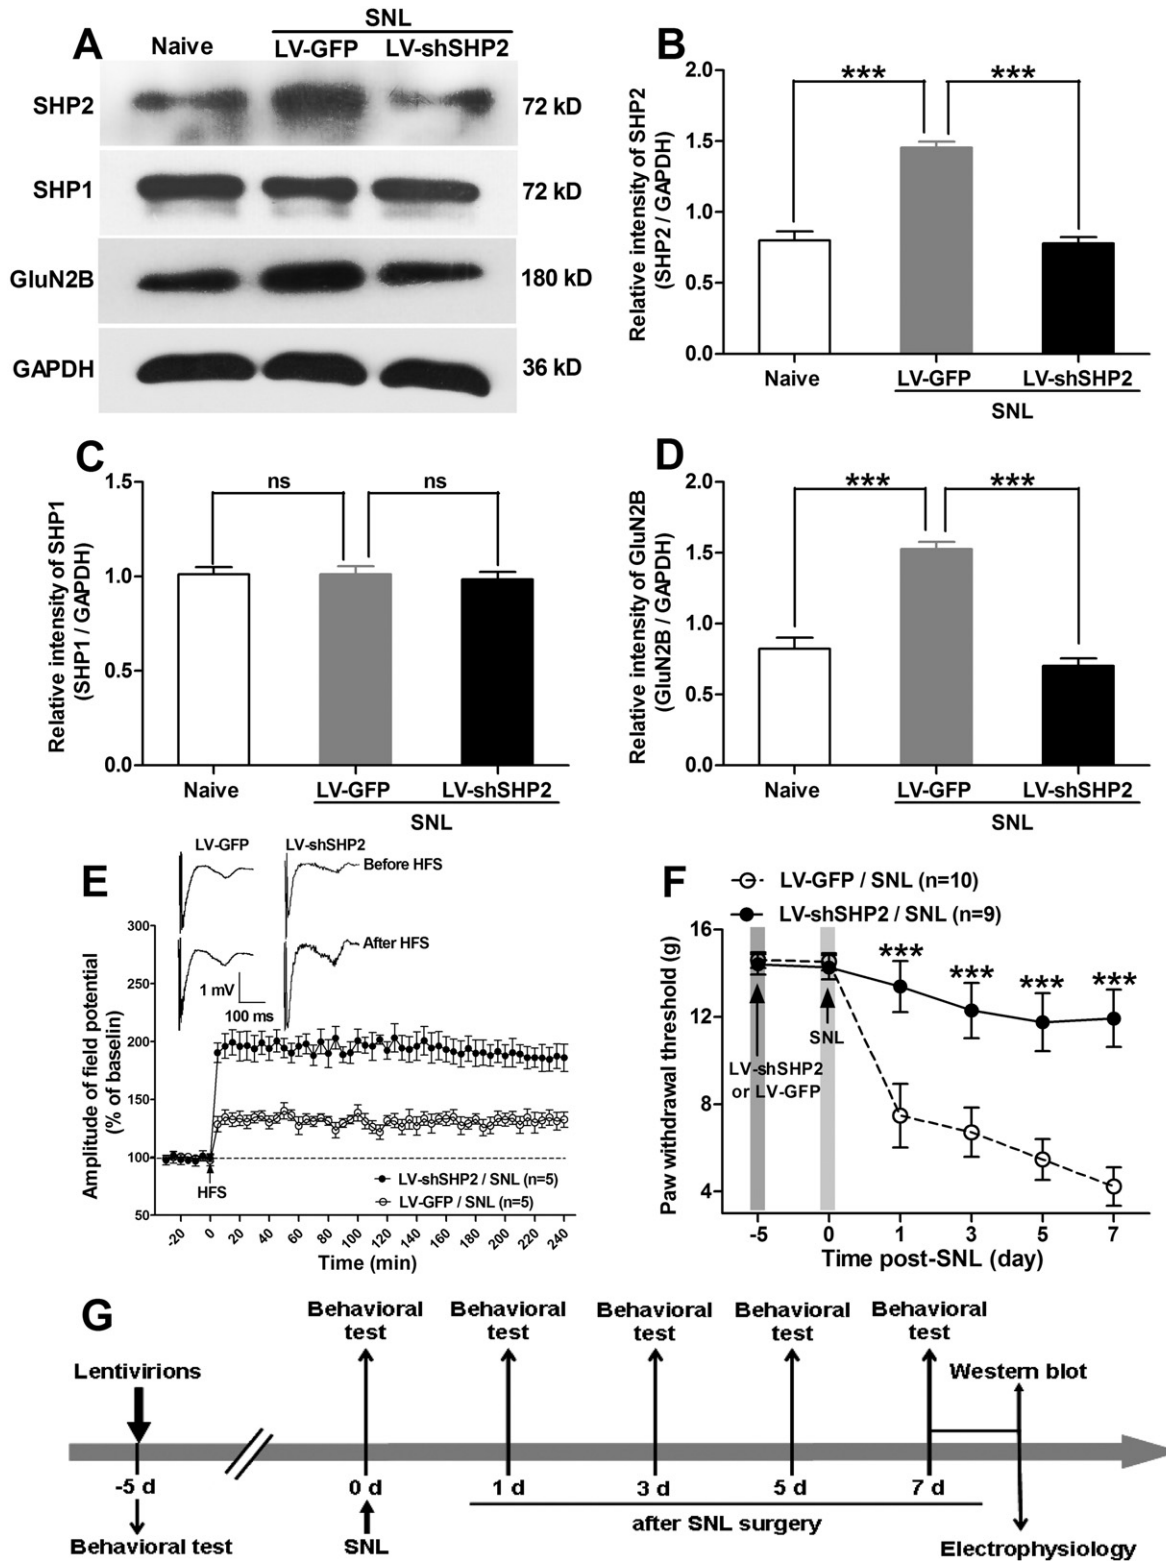 A
SNL
Naive LV-GFP LV-shSHP2
SHP2 72 kD
SHP1 72 kD
GluN2B 180 kD
GAPDH 36 kD
B
Relative intensity of SHP2
(SHP2 / GAPDH)
2.0
1.5
1.0
0.5
0.0
*** ***
Naive LV-GFP LV-shSHP2
SNL
C
Relative intensity of SHP1
(SHP1 / GAPDH)
1.5
1.0
0.5
0.0
ns ns
Naive LV-GFP LV-shSHP2
SNL
D
Relative intensity of GluN2B
(GluN2B / GAPDH)
2.0
1.5
1.0
0.5
0.0
*** ***
Naive LV-GFP LV-shSHP2
SNL
E
LV-GFP LV-shSHP2
Before HFS
After HFS
1 mV
100 ms
Amplitude of field potential
(% of baselin)
300
250
200
150
100
50
HFS
LV-shSHP2 / SNL (n=5)
LV-GFP / SNL (n=5)
-20 0 20 40 60 80 100 120 140 160 180 200 220 240
Time (min)
F
LV-GFP / SNL (n=10)
LV-shSHP2 / SNL (n=9)
Paw withdrawal threshold (g)
16
12
8
4
*** *** *** ***
SNL
LV-shSHP2
or LV-GFP
-5 0 1 3 5 7
Time post-SNL (day)
G
Behavioral Behavioral Behavioral Behavioral Behavioral
test test test test test
Lentivirions Western blot
-5 d 0 d 1 d 3 d 5 d 7 d
after SNL surgery
Behavioral test SNL Electrophysiology